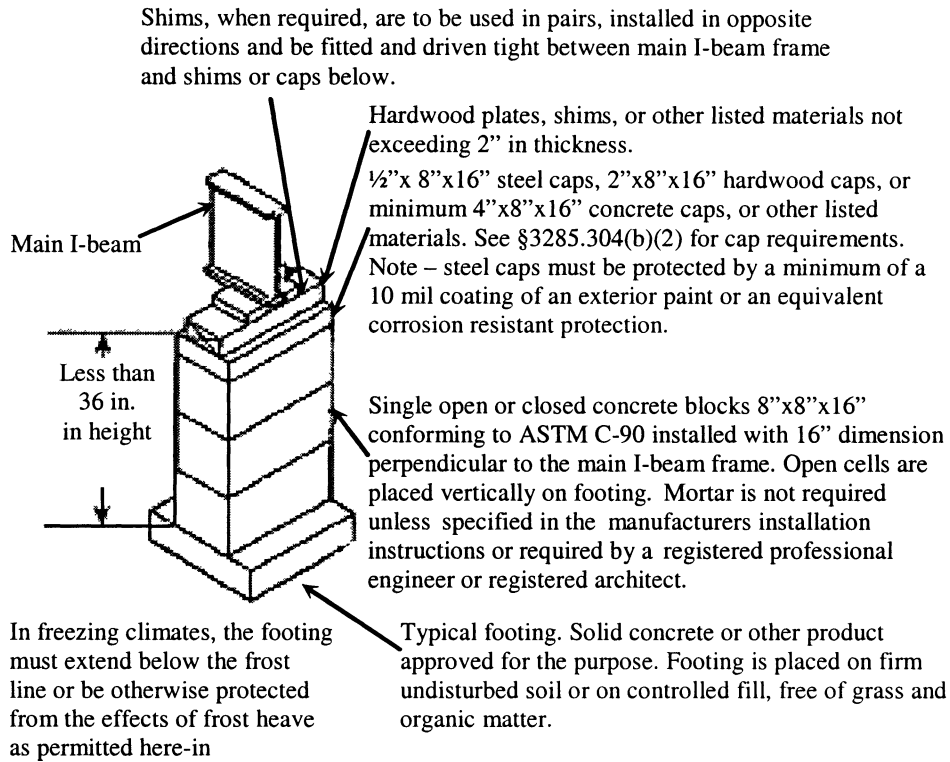 Shims, when required, are to be used in pairs, installed in opposite
directions and be fitted and driven tight between main I-beam frame
and shims or caps below.
Hardwood plates, shims, or other listed materials not
exceeding 2” in thickness.
½”x 8”x16” steel caps, 2”x8”x16” hardwood caps, or
minimum 4”x8”x16” concrete caps, or other listed
materials. See §3285.304(b)(2) for cap requirements.
Note – steel caps must be protected by a minimum of a
10 mil coating of an exterior paint or an equivalent
corrosion resistant protection.
Main I-beam
Less than
36 in.
in height
Single open or closed concrete blocks 8”x8”x16”
conforming to ASTM C-90 installed with 16” dimension
perpendicular to the main I-beam frame. Open cells are
placed vertically on footing. Mortar is not required
unless specified in the manufacturers installation
instructions or required by a registered professional
engineer or registered architect.
In freezing climates, the footing
must extend below the frost
line or be otherwise protected
from the effects of frost heave
as permitted here-in
Typical footing. Solid concrete or other product
approved for the purpose. Footing is placed on firm
undisturbed soil or on controlled fill, free of grass and
organic matter.